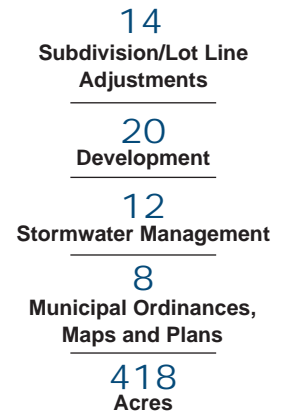 14
Subdivision/Lot Line
Adjustments
20
Development
12
Stormwater Management
8
Municipal Ordinances,
Maps and Plans
418
Acres